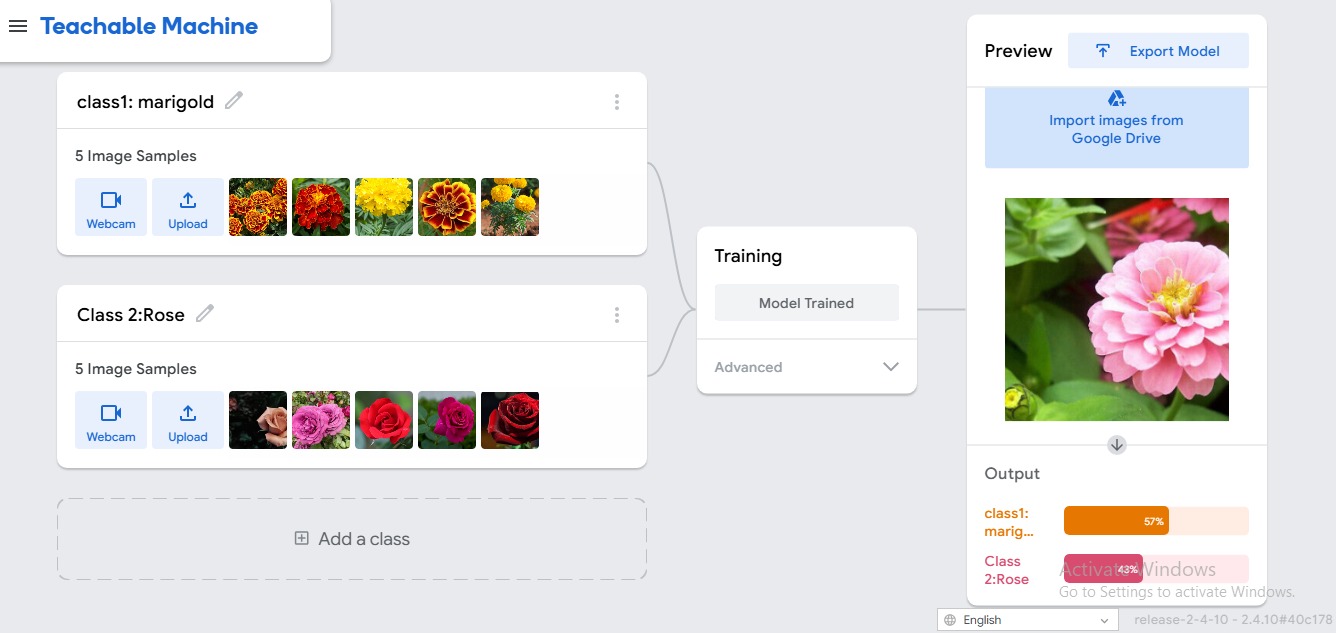 Teachable Machine
class1: marigold
5 Image Samples
Webcam
Upload
Class 2:Rose
5 Image Samples
Webcam
Upload
Add a class
Training
Model Trained
Advanced
Preview
Export Model
Import images from
Google Drive
Output
class1:
marig...
57%
Class
2:Rose
43%
Activate Windows
Go to Settings to activate Windows.
English
release-2-4-10 - 2.4.10#40c178